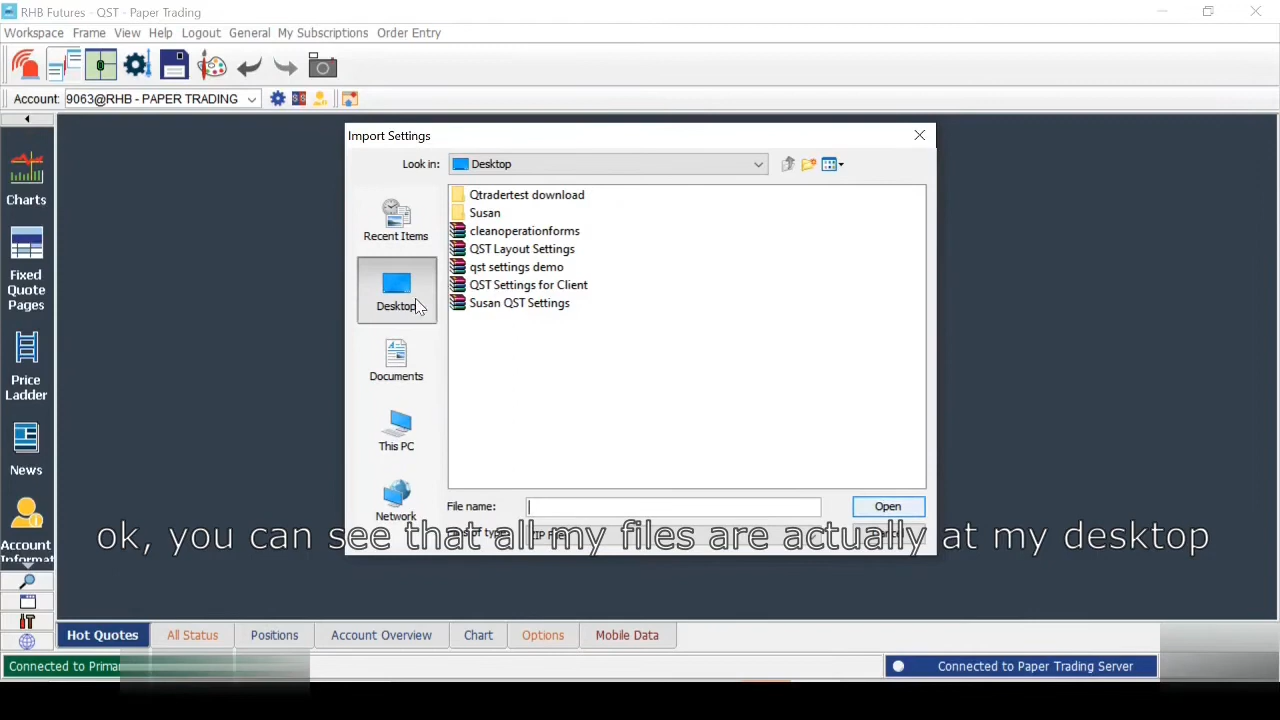 RHB Futures - QST - Paper Trading
Workspace Frame View Help Logout General My Subscriptions Order Entry
Account: 9063@RHB - PAPER TRADING
Import Settings
Look in: Desktop
Recent Items
Desktop
Documents
This PC
Network
Qtradertest download
Susan
cleanoperationforms
QST Layout Settings
qst settings demo
QST Settings for Client
Susan QST Settings
File name:
Open
Charts
Fixed
Quote
Pages
Price
Ladder
News
Account
ok, you can see that all my files are actually at my desktop
Hot Quotes All Status Positions Account Overview Chart Options Mobile Data
Connected to
Connected to Paper Trading Server